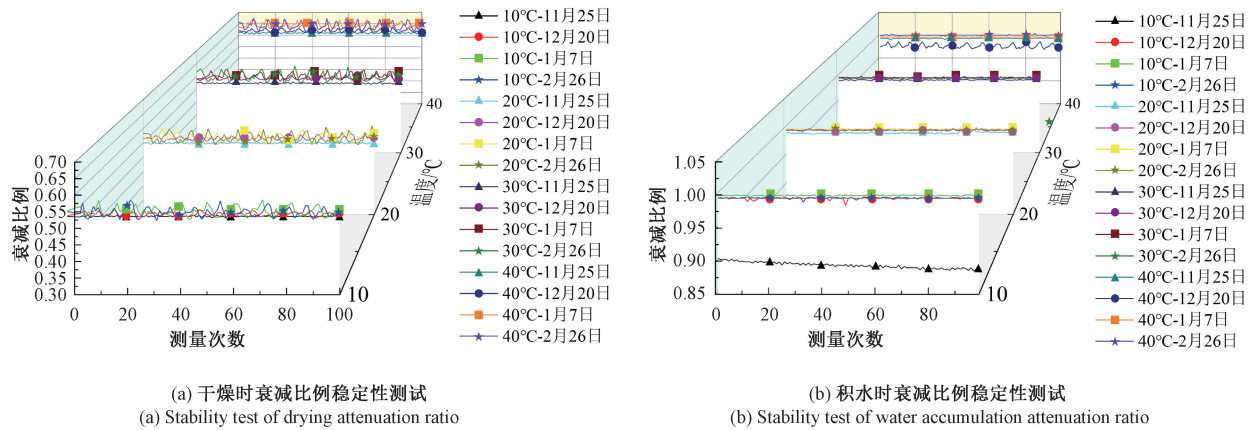 0.70
0.65
0.60
0.55
0.50
0.45
0.40
0.35
0.30
衰减比例
0 20 40 60 80 100
测量次数
10
20
30
40
温度/℃
10℃-11月25日
10℃-12月20日
10℃-1月7日
10℃-2月26日
20℃-11月25日
20℃-12月20日
20℃-1月7日
20℃-2月26日
30℃-11月25日
30℃-12月20日
30℃-1月7日
30℃-2月26日
40℃-11月25日
40℃-12月20日
40℃-1月7日
40℃-2月26日
(a) 干燥时衰减比例稳定性测试
(a) Stability test of drying attenuation ratio
1.05
1.00
0.95
0.90
0.85
衰减比例
0 20 40 60 80
测量次数
10
20
30
40
温度/℃
10℃-11月25日
10℃-12月20日
10℃-1月7日
10℃-2月26日
20℃-11月25日
20℃-12月20日
20℃-1月7日
20℃-2月26日
30℃-11月25日
30℃-12月20日
30℃-1月7日
30℃-2月26日
40℃-11月25日
40℃-12月20日
40℃-1月7日
40℃-2月26日
(b) 积水时衰减比例稳定性测试
(b) Stability test of water accumulation attenuation ratio